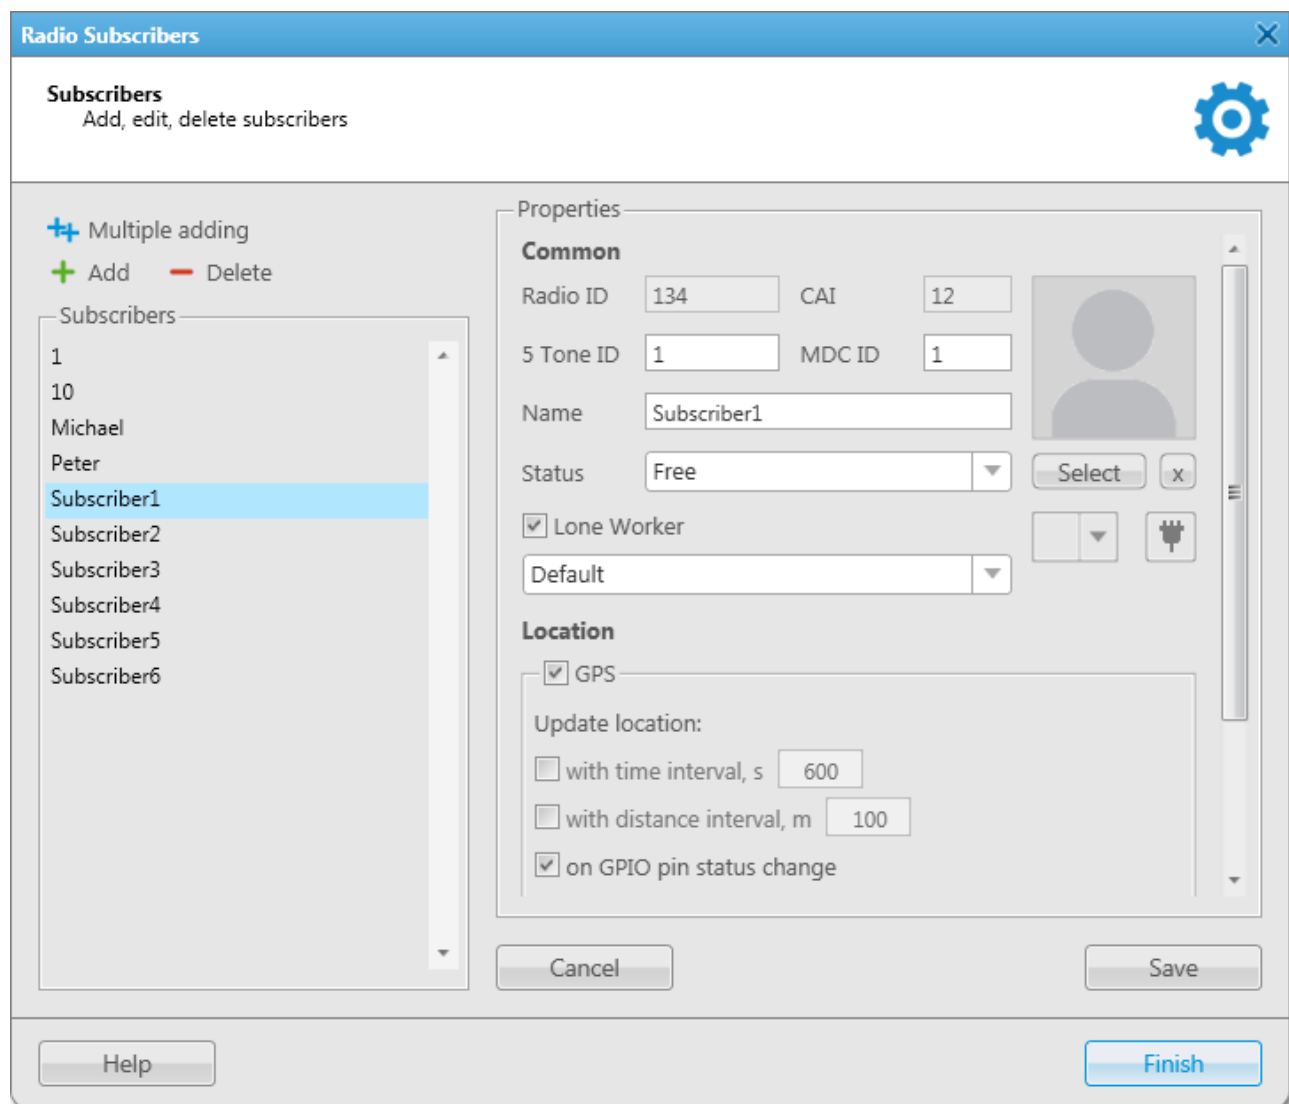 Radio Subscribers
Subscribers
Add, edit, delete subscribers
Multiple adding
Add Delete
Subscribers
1
10
Michael
Peter
Subscriber1
Subscriber2
Subscriber3
Subscriber4
Subscriber5
Subscriber6
Properties
Common
Radio ID 134 CAI 12
5 Tone ID 1 MDC ID 1
Name Subscriber1
Status Free Select x
Lone Worker
Default
Location
GPS
Update location:
with time interval, s 600
with distance interval, m 100
on GPIO pin status change
Cancel Save
Help Finish